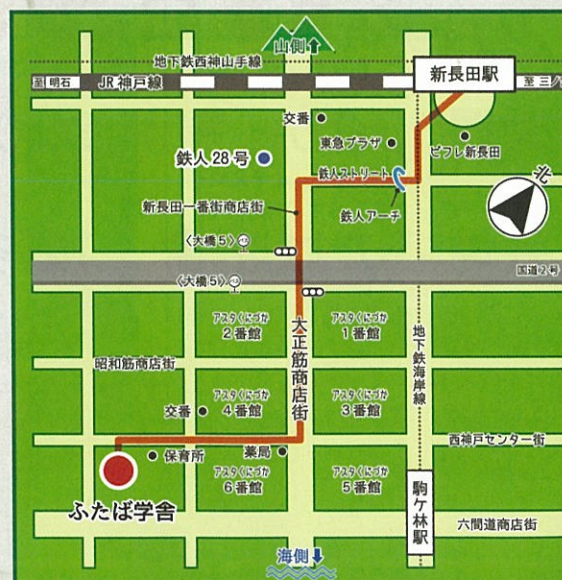 山側
地下鉄西神山手線
新長田駅
至 明石
JR 神戸線
至 三ノ
交番
東急プラザ
ピフレ新長田
鉄人28号
鉄人ストリート
北
新長田一番街商店街
鉄人アーチ
〈大橋5〉
国道2号
〈大橋5〉
アスタくにづか
2番館
アスタくにづか
1番館
大正筋商店街
地下鉄海岸線
昭和筋商店街
アスタくにづか
4番館
アスタくにづか
3番館
交番
西神戸センター街
保育所
薬局
アスタくにづか
6番館
アスタくにづか
5番館
駒ケ林駅
ふたば学舎
六間道商店街
海側